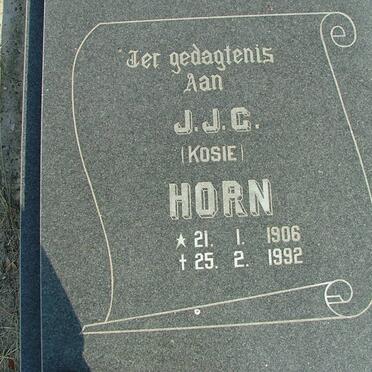 Ter gedagtenis
Aan
J.J.G.
(KOSIE)
HORN
★ 21. 1. 1906
† 25. 2. 1992